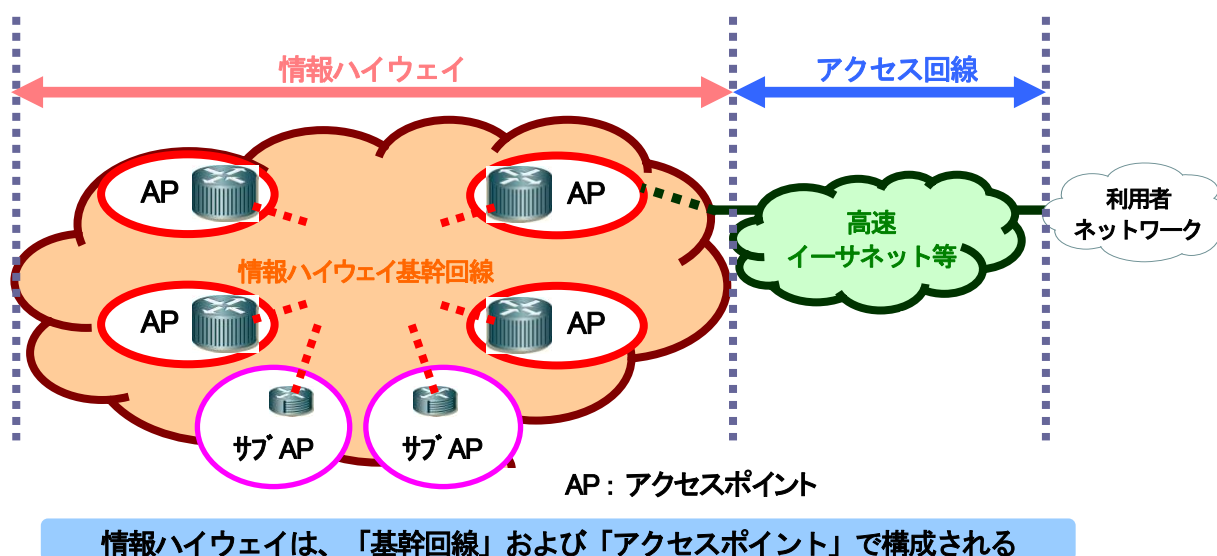 情報ハイウェイ
アクセス回線
AP
AP
利用者
ネットワーク
高速
イーサネット等
情報ハイウェイ基幹回線
AP
AP
ｻﾌﾞ AP
ｻﾌﾞ AP
AP : アクセスポイント
情報ハイウェイは、「基幹回線」および「アクセスポイント」で構成される